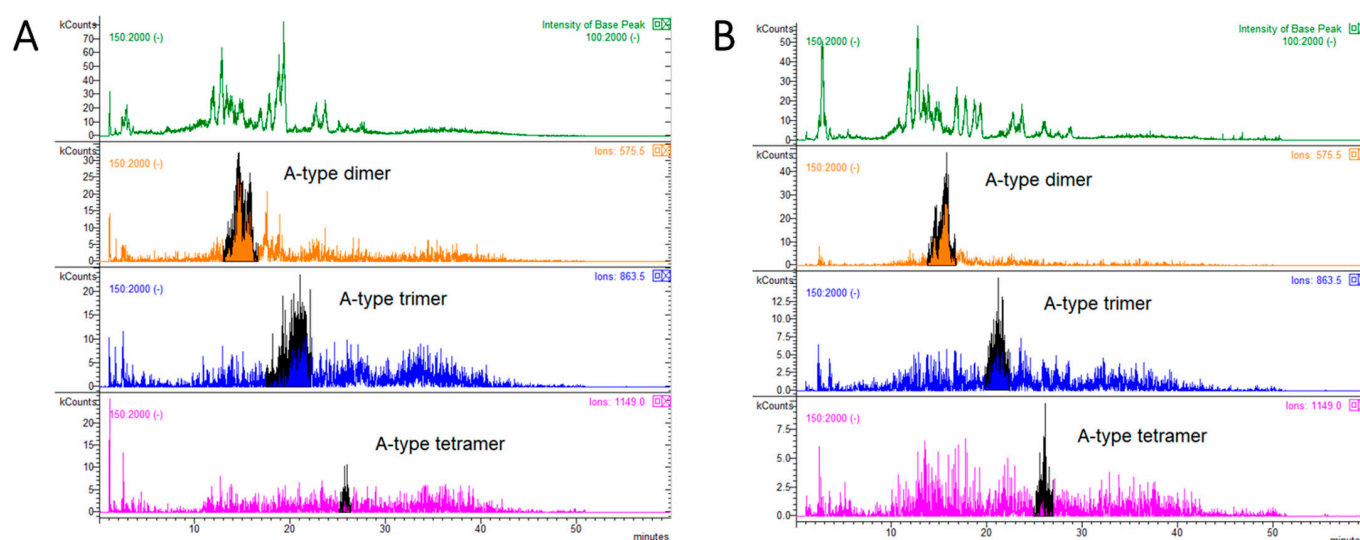 A
kCounts
Intensity of Base Peak
150:2000 (-)
100:2000 (-)
70
60
50
40
30
20
10
0
kCounts
Ions: 575.5
150:2000 (-)
A-type dimer
30
25
20
15
10
5
0
kCounts
Ions: 863.5
150:2000 (-)
A-type trimer
20
15
10
5
0
kCounts
Ions: 1149.0
150:2000 (-)
A-type tetramer
25
20
15
10
5
0
10 20 30 40 50
minutes
B
kCounts
Intensity of Base Peak
150:2000 (-)
100:2000 (-)
50
40
30
20
10
0
kCounts
Ions: 575.5
150:2000 (-)
A-type dimer
50
40
30
20
10
0
kCounts
Ions: 863.5
150:2000 (-)
A-type trimer
12.5
10.0
7.5
5.0
2.5
0.0
kCounts
Ions: 1149.0
150:2000 (-)
A-type tetramer
7.5
5.0
2.5
0.0
10 20 30 40 50
minutes